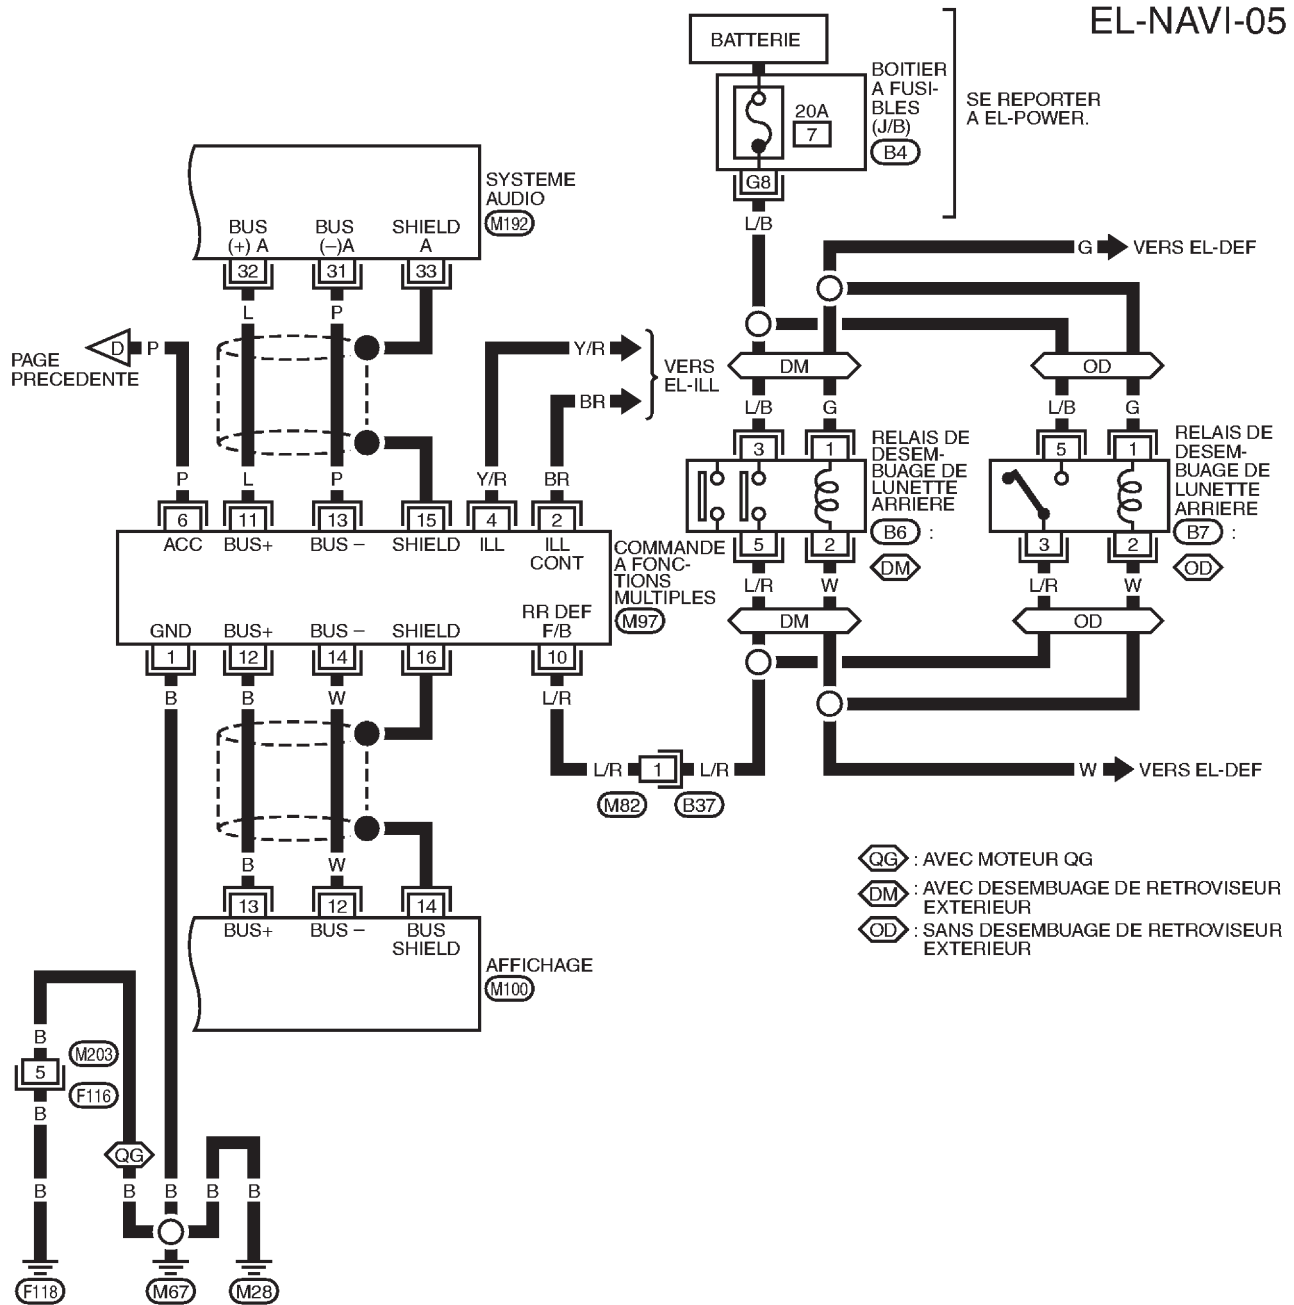 EL-NAVI-05
BATTERIE
20A
7
BOITIER
A FUSI-
BLES
(J/B)
B4
SE REPORTER
A EL-POWER.
G8
L/B
SYSTEME
AUDIO
M192
BUS
(+) A
BUS
(–)A
SHIELD
A
32
31
33
L
P
D
P
PAGE
PRECEDENTE
Y/R
BR
VERS
EL-ILL
G
VERS EL-DEF
DM
OD
L/B
G
L/B
G
P
L
P
Y/R
BR
6
11
13
15
4
2
ACC
BUS+
BUS –
SHIELD
ILL
ILL
CONT
COMMANDE
A FONC-
TIONS
MULTIPLES
M97
GND
BUS+
BUS –
SHIELD
RR DEF
F/B
1
12
14
16
10
3
1
RELAIS DE
DESEM-
BUAGE DE
LUNETTE
ARRIERE
B6 :
DM
5
2
L/R
W
DM
5
1
RELAIS DE
DESEM-
BUAGE DE
LUNETTE
ARRIERE
B7 :
OD
3
2
L/R
W
OD
B
B
W
L/R
L/R
1
L/R
M82
B37
W
VERS EL-DEF
B
W
13
12
14
BUS+
BUS –
BUS
SHIELD
AFFICHAGE
M100
QG : AVEC MOTEUR QG
DM : AVEC DESEMBUAGE DE RETROVISEUR
EXTERIEUR
OD : SANS DESEMBUAGE DE RETROVISEUR
EXTERIEUR
B
M203
5
F116
B
QG
B
B
B
B
B
F118
M67
M28